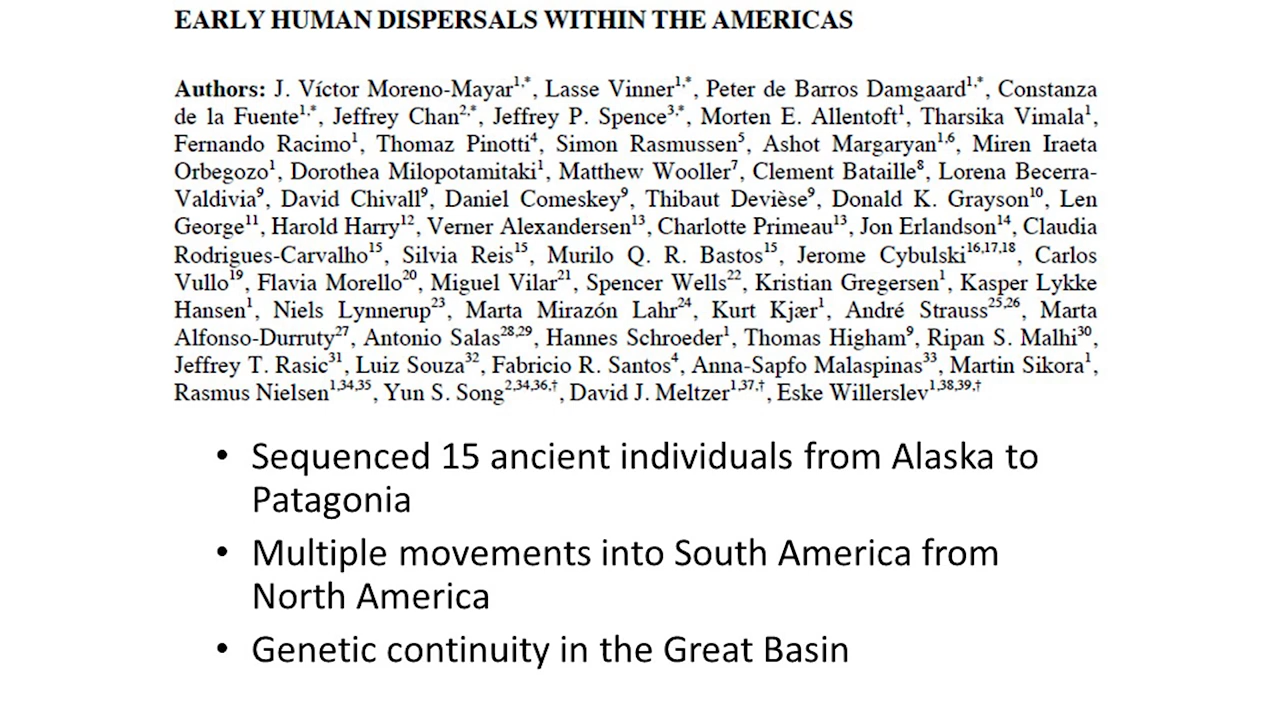 EARLY HUMAN DISPERSALS WITHIN THE AMERICAS
Authors: J. Víctor Moreno-Mayar1,*, Lasse Vinner1,*, Peter de Barros Damgaard1,*, Constanza
de la Fuente1,*, Jeffrey Chan2,*, Jeffrey P. Spence3,*, Morten E. Allentoft1, Tharsika Vimala1,
Fernando Racimo1, Thomaz Pinotti4, Simon Rasmussen5, Ashot Margaryan1,6, Miren Iraeta
Orbegozo1, Dorothea Milopotamitaki1, Matthew Wooller7, Clement Bataille8, Lorena Becerra-
Valdivia9, David Chivall9, Daniel Comeskey9, Thibaut Devièse9, Donald K. Grayson10, Len
George11, Harold Harry12, Verner Alexandersen13, Charlotte Primeau13, Jon Erlandson14, Claudia
Rodrigues-Carvalho15, Silvia Reis15, Murilo Q. R. Bastos15, Jerome Cybulski16,17,18, Carlos
Vullo19, Flavia Morello20, Miguel Vilar21, Spencer Wells22, Kristian Gregersen1, Kasper Lykke
Hansen1, Niels Lynnerup23, Marta Mirazón Lahr24, Kurt Kjær1, André Strauss25,26, Marta
Alfonso-Durruty27, Antonio Salas28,29, Hannes Schroeder1, Thomas Higham9, Ripan S. Malhi30,
Jeffrey T. Rasic31, Luiz Souza32, Fabricio R. Santos4, Anna-Sapfo Malaspinas33, Martin Sikora1,
Rasmus Nielsen1,34,35, Yun S. Song2,34,36,†, David J. Meltzer1,37,†, Eske Willerslev1,38,39,†
• Sequenced 15 ancient individuals from Alaska to
Patagonia
• Multiple movements into South America from
North America
• Genetic continuity in the Great Basin